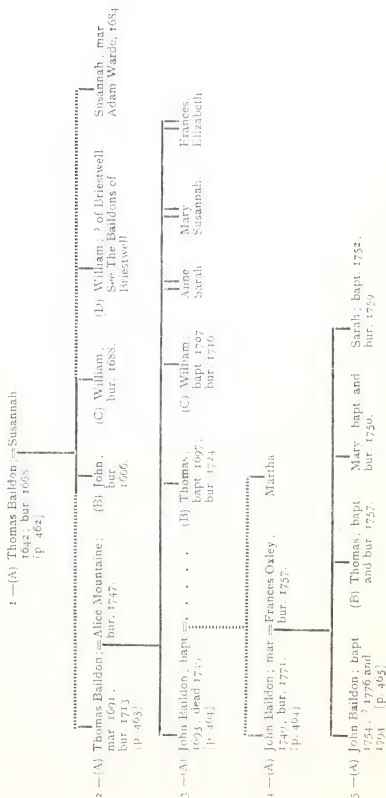 1 —(A) Thomas Baildon ;=Susannah
1642 ; bur 1668
[p. 462]
2 —(A) Thomas Baildon ;=Alice Mountaine ;
mar 1691 ; bur. 1747.
bur 1713
[p. 463]
(B) John,
bur
1666.
(C) William,
bur. 1688.
(D) William ; ? of Briestwell
See The Baildons of
Briestwell
Susannah, mar
Adam Warde, 1684
3 —(A) John Baildon, bapt = . . . . .
1693, dead
[p. 464]
(B) Thomas,
bapt 1697,
bur 1724
(C) William,
bapt 1707
bur 1716
Anne
Sarah
Mary
Susannah
Frances
Elizabeth
4 —(A) John Baildon ; mar = Frances Oxley,
bur. 1771. bur. 1757.
[p. 464]
Martha
5 —(A) John Baildon ; bapt
1754 ; 1776 and
1794
[p. 465]
(B) Thomas, bapt
and bur 1757.
Mary bapt and
bur 1750.
Sarah ; bapt 1752,
bur. 1759